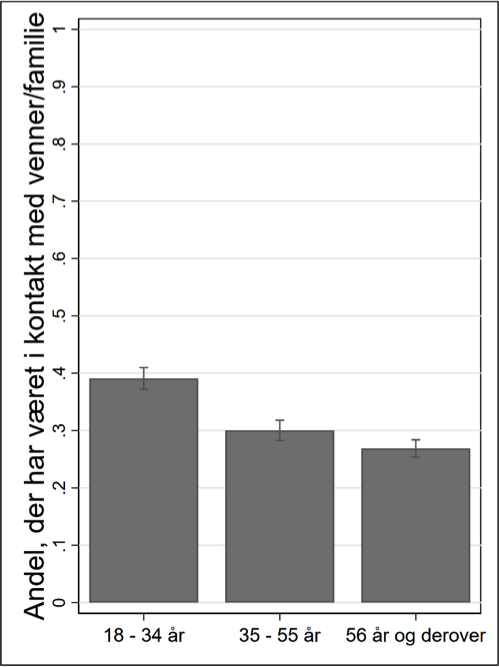 Andel, der har været i kontakt med venner/familie
1
.9
.8
.7
.6
.5
.4
.3
.2
.1
0
18 - 34 år
35 - 55 år
56 år og derover